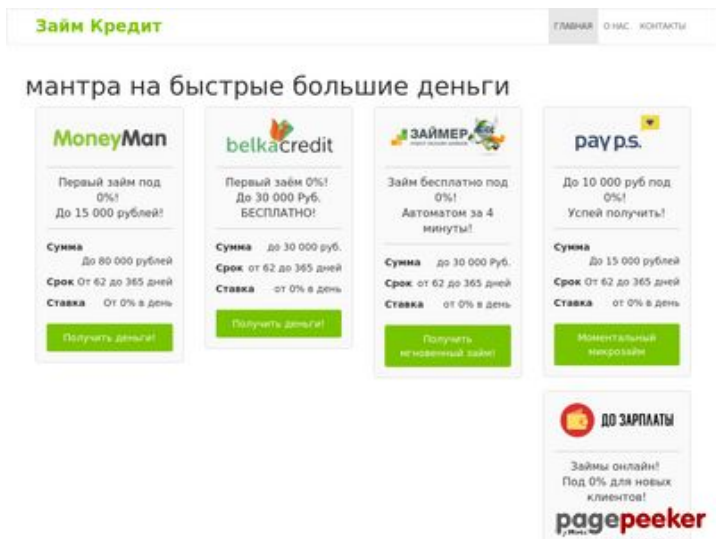 Займ Кредит
ГЛАВНАЯ О НАС. КОНТАКТЫ
мантра на быстрые большие деньги
MoneyMan
Первый займ под
0%!
До 15 000 рублей!
Сумма
До 80 000 рублей
Срок От 62 до 365 дней
Ставка От 0% в день
Получить деньги!
belkacredit
Первый заём 0%!
До 30 000 Руб.
БЕСПЛАТНО!
Сумма до 30 000 руб.
Срок от 62 до 365 дней
Ставка от 0% в день
Получить деньги!
ЗАЙМЕР
Займ бесплатно под
0%!
Автоматом за 4
минуты!
Сумма до 30 000 Руб.
Срок от 62 до 365 дней
Ставка от 0% в день
Получить
мгновенный займ!
pay p.s.
До 10 000 руб под
0%!
Успей получить!
Сумма
До 15 000 рублей
Срок От 62 до 365 дней
Ставка от 0% в день
Моментальный
микрозайм
ДО ЗАРПЛАТЫ
Займы онлайн!
Под 0% для новых
клиентов!
pagepeeker